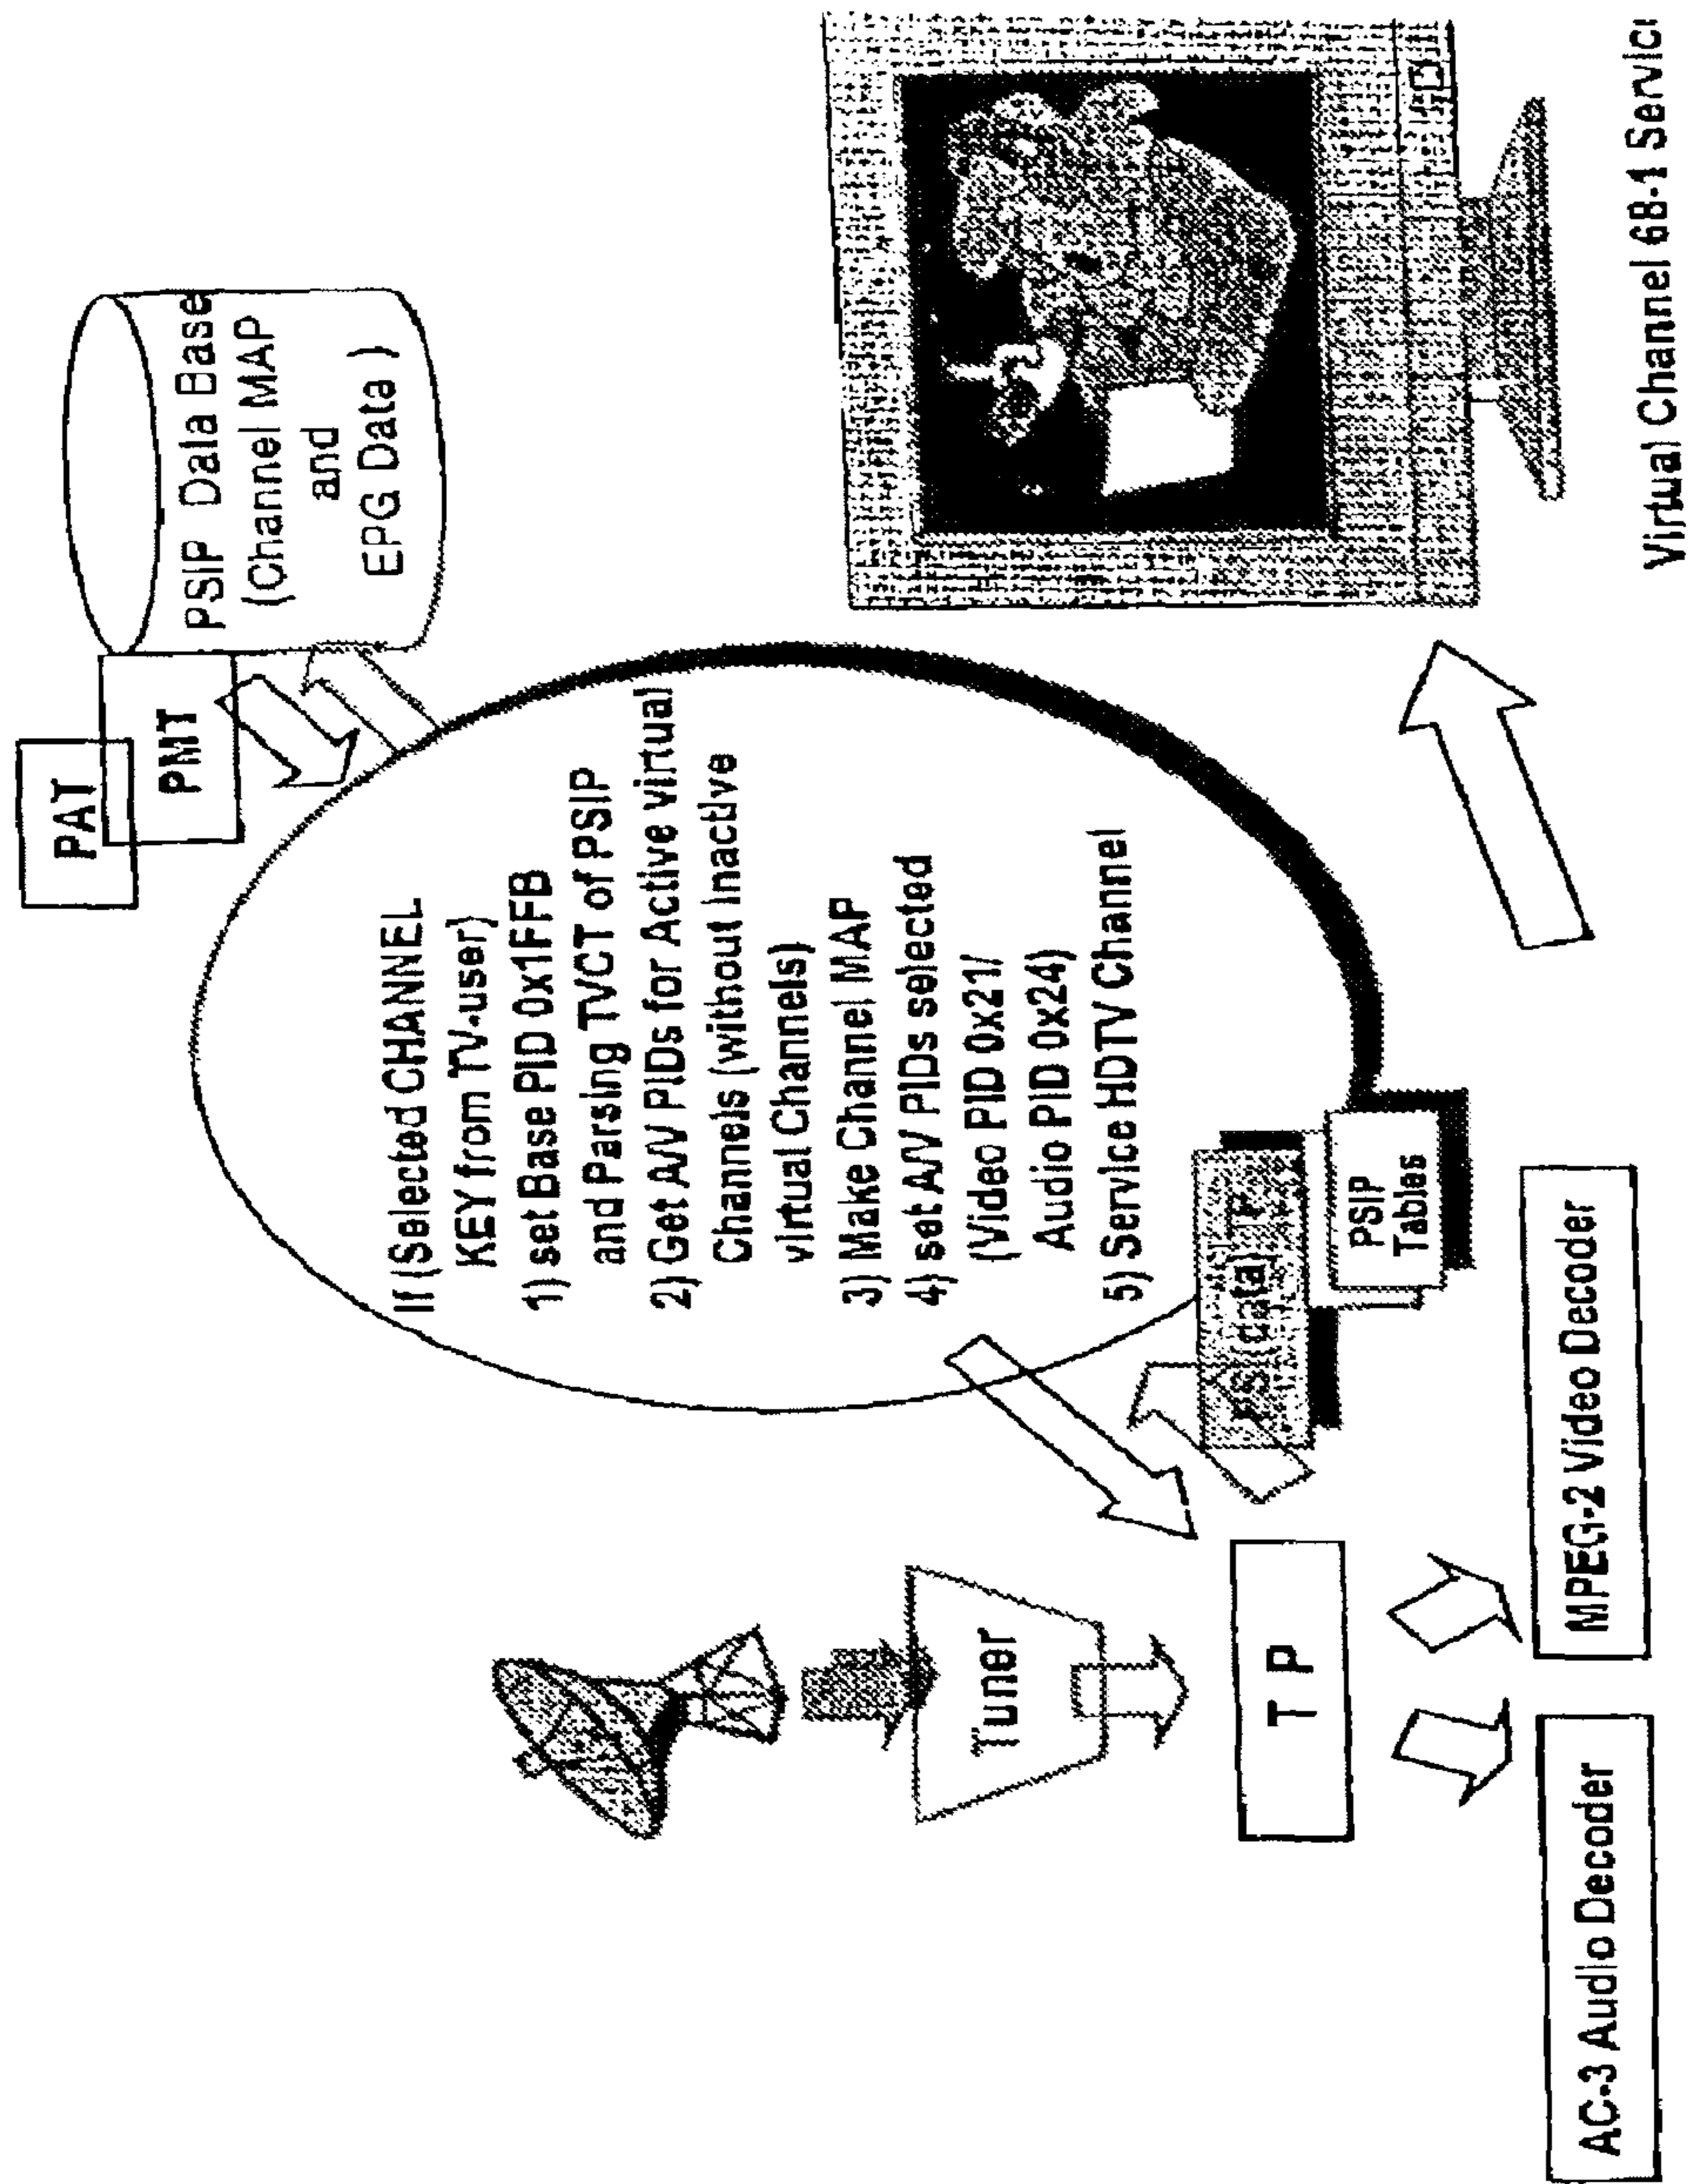 PAT
PMT
PSIP Data Base
(Channel MAP
and
EPG Data )
If (Selected CHANNEL
KEY from TV-user)
1) set Base PID 0x1FFB
and Parsing TVCT of PSIP
2) Get A/V PIDs for Active virtual
Channels (without Inactive
virtual Channels)
3) Make Channel MAP
4) set A/V PIDs selected
(Video PID 0x21/
Audio PID 0x24)
5) Service HDTV Channel
Tuner
T P
data
PSIP
Tables
AC-3 Audio Decoder
MPEG-2 Video Decoder
Virtual Channel 68-1